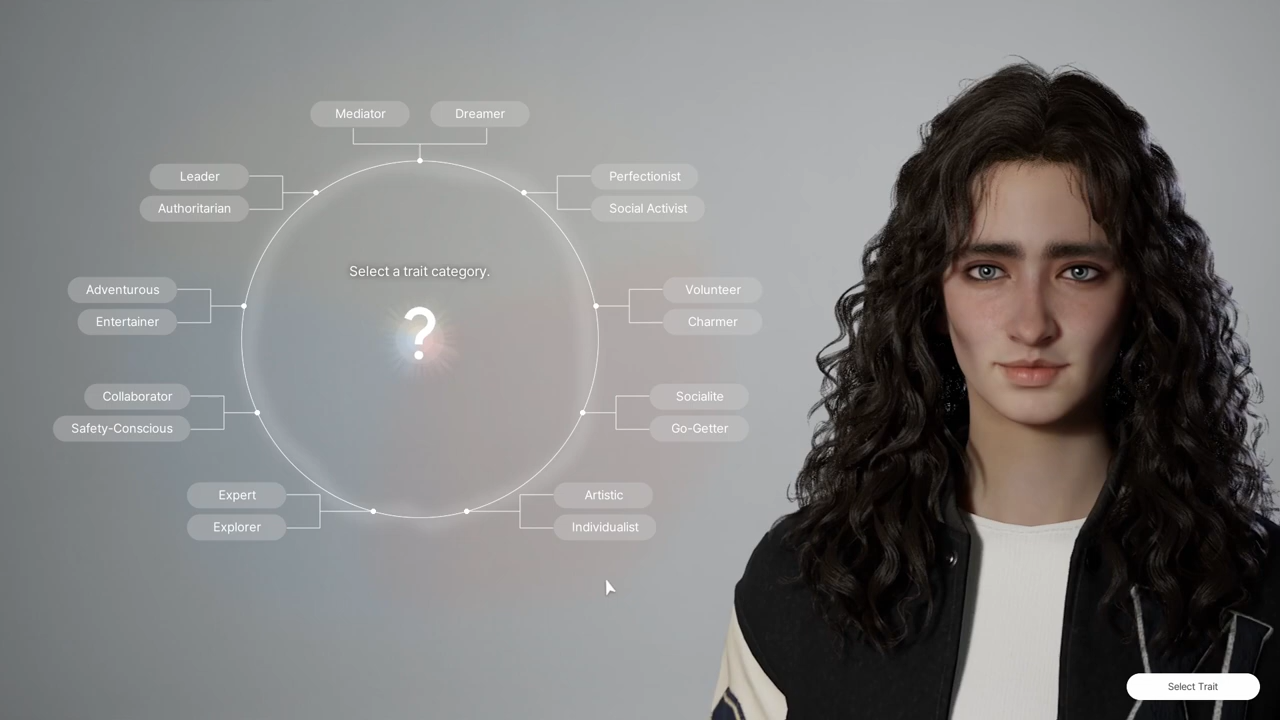 Mediator
Dreamer
Leader
Authoritarian
Perfectionist
Social Activist
Select a trait category.
?
Adventurous
Entertainer
Volunteer
Charmer
Collaborator
Safety-Conscious
Socialite
Go-Getter
Expert
Explorer
Artistic
Individualist
Select Trait